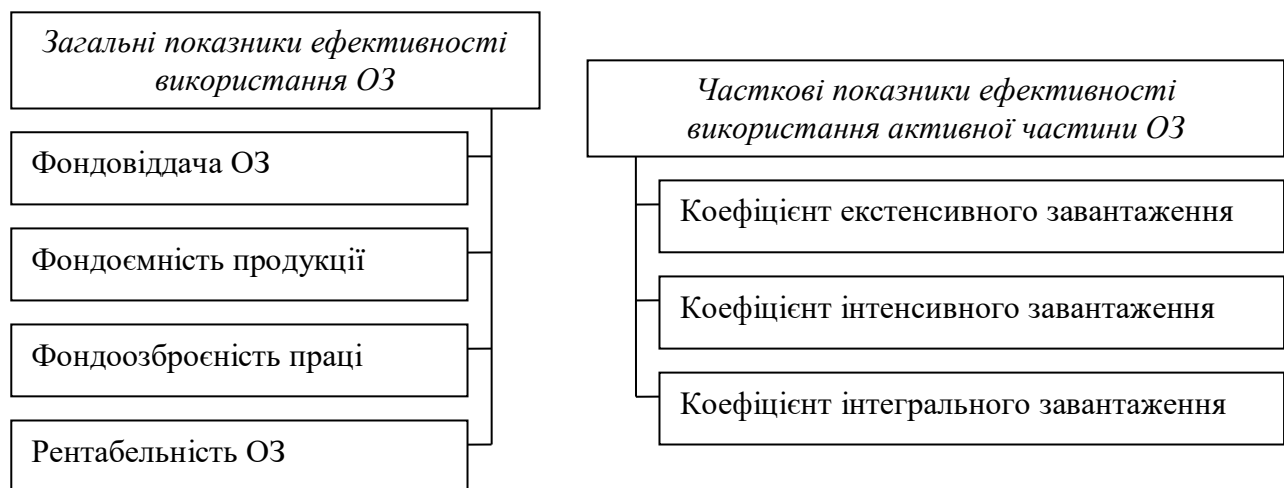 Загальні показники ефективності
використання ОЗ
Фондовіддача ОЗ
Фондоємність продукції
Фондоозброєність праці
Рентабельність ОЗ
Часткові показники ефективності
використання активної частини ОЗ
Коефіцієнт екстенсивного завантаження
Коефіцієнт інтенсивного завантаження
Коефіцієнт інтегрального завантаження